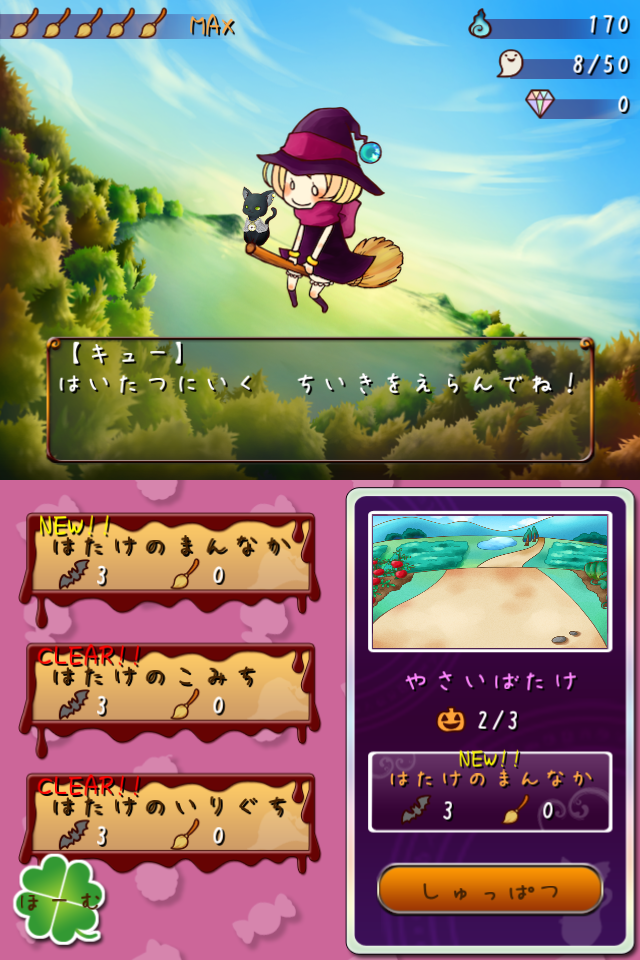 MAx
170
8/50
0
【キュー】
はいたつにいく　ちいきをえらんでね！
NEW!!
はたけのまんなか
3 0
CLEAR!!
はたけのこみち
3 0
CLEAR!!
はたけのいりぐち
3 0
ほーむ
やさいばたけ
2/3
NEW!!
はたけのまんなか
3 0
しゅっぱつ